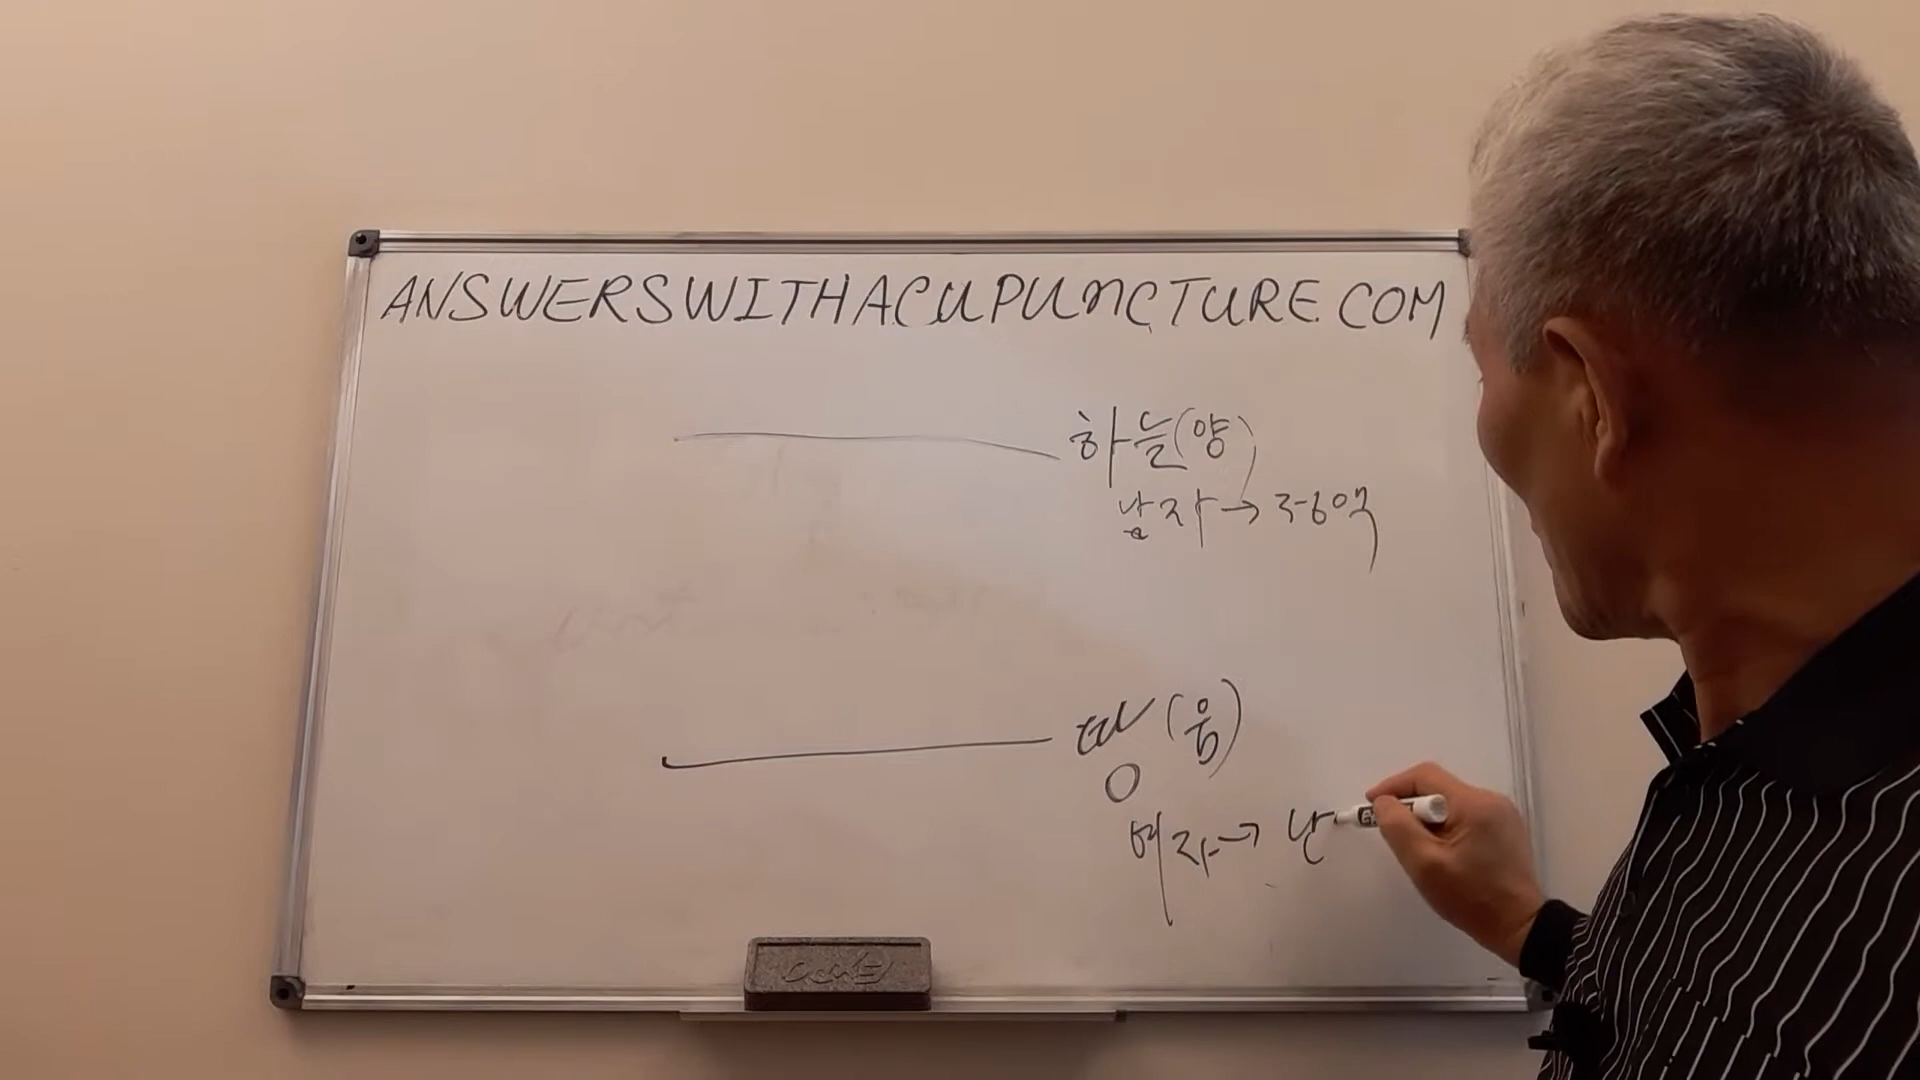 ANSWERSWITHACUPUNCTURE.COM
하늘(양)
남자→ 3-6억
땅(음)
여자→ 난